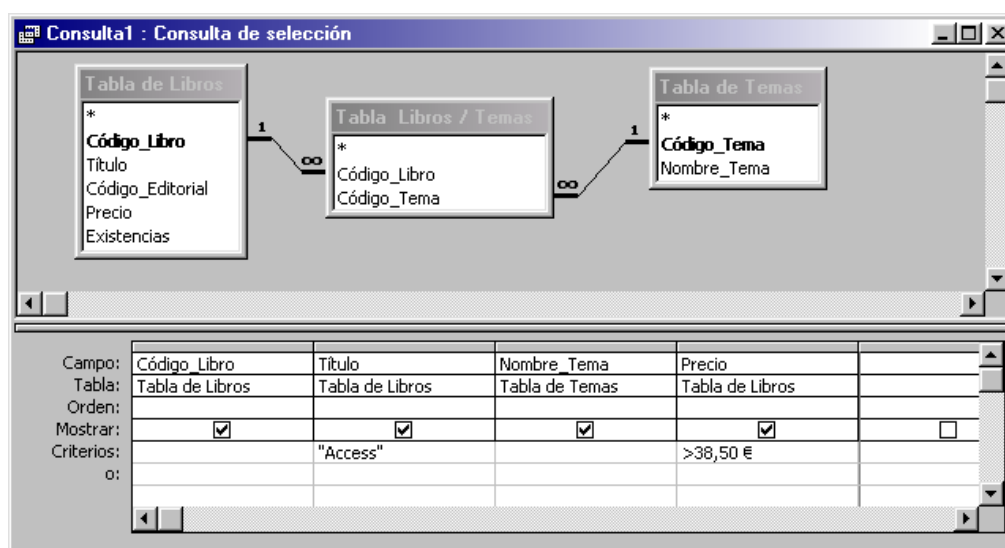 Consulta1 : Consulta de selección
Tabla de Libros
*
Código_Libro
Título
Código_Editorial
Precio
Existencias
1
∞
Tabla Libros / Temas
*
Código_Libro
Código_Tema
∞
1
Tabla de Temas
*
Código_Tema
Nombre_Tema
Campo: Código_Libro Título Nombre_Tema Precio
Tabla: Tabla de Libros Tabla de Libros Tabla de Temas Tabla de Libros
Orden:
Mostrar:
Criterios: "Access" >38,50 €
o: